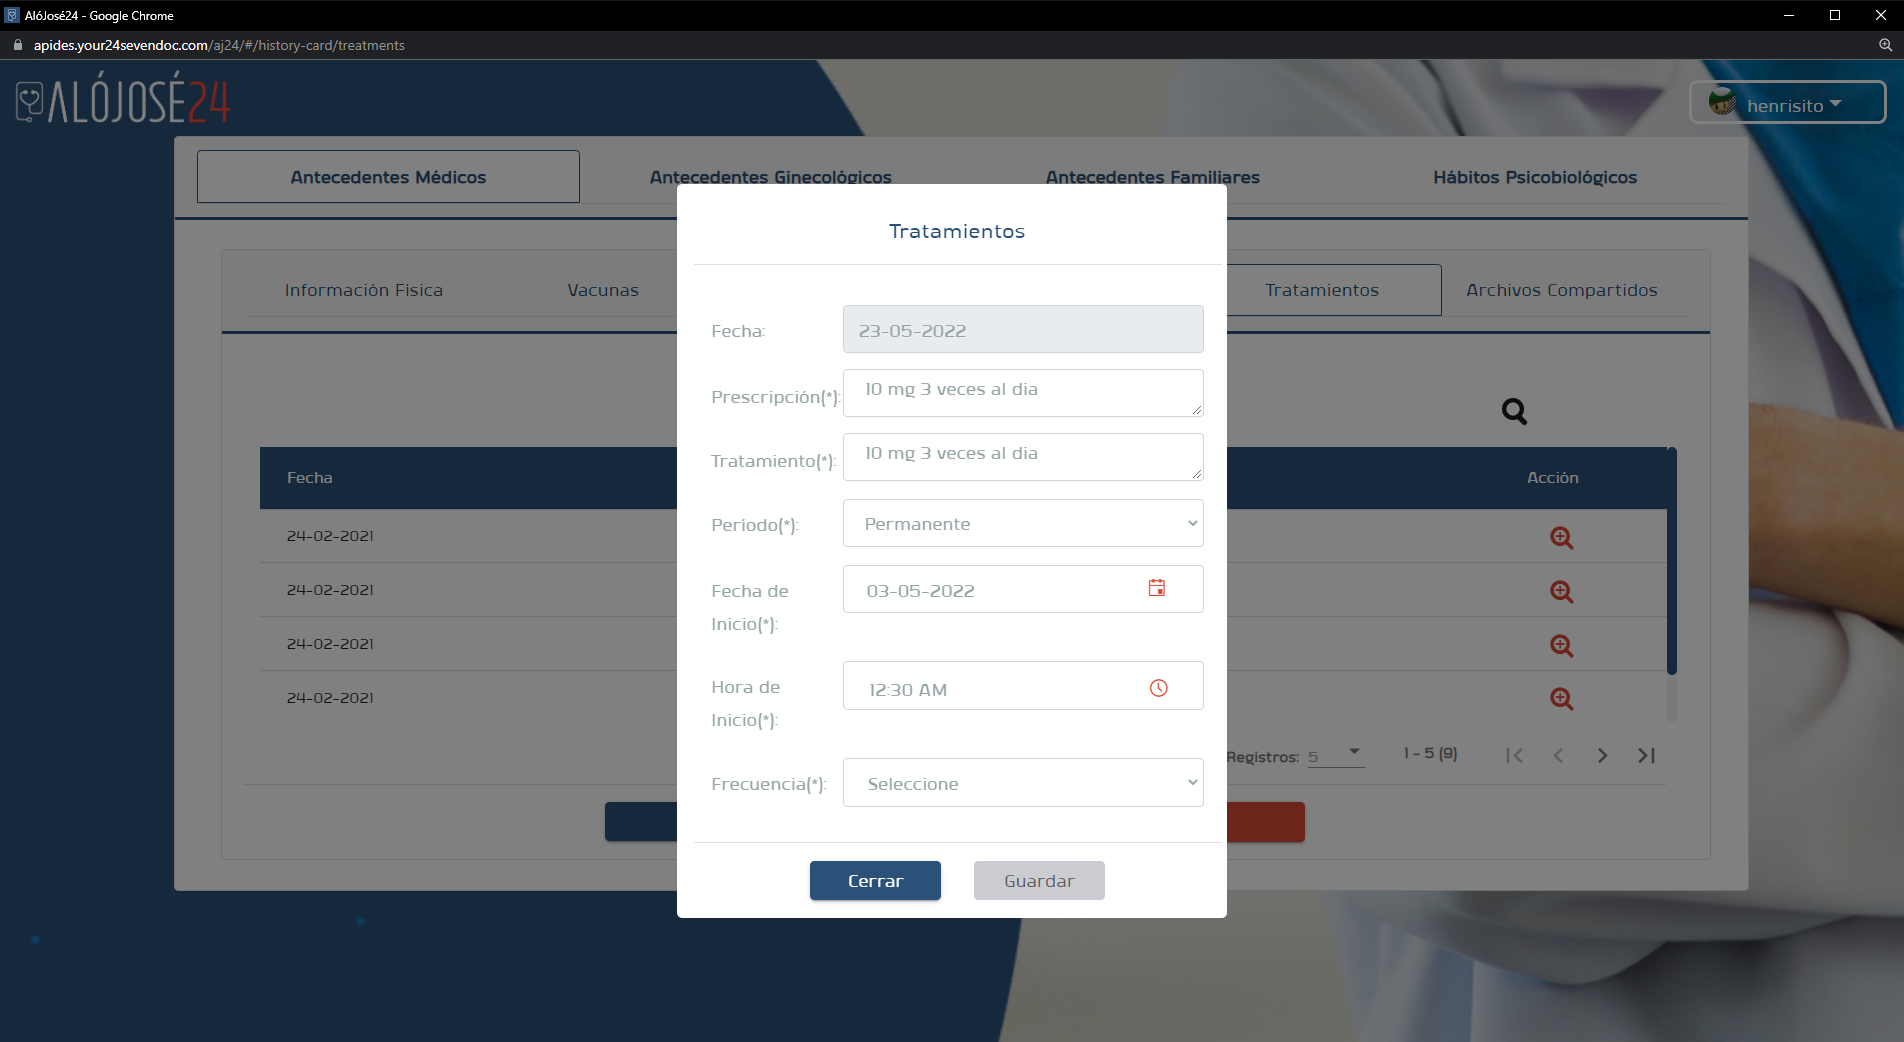 AlóJosé24 - Google Chrome
apides.your24sevendoc.com/aj24/#/history-card/treatments
ALÓJOSÉ24
henrisito
Antecedentes Médicos
Antecedentes Ginecológicos
Antecedentes Familiares
Hábitos Psicobiológicos
Información Fisica
Vacunas
Tratamientos
Archivos Compartidos
Fecha
Acción
24-02-2021
24-02-2021
24-02-2021
24-02-2021
Registros: 5
1 - 5 (9)
Tratamientos
Fecha:
23-05-2022
Prescripción(*):
10 mg 3 veces al dia
Tratamiento(*):
10 mg 3 veces al dia
Periodo(*):
Permanente
Fecha de
Inicio(*):
03-05-2022
Hora de
Inicio(*):
12:30 AM
Frecuencia(*):
Seleccione
Cerrar
Guardar